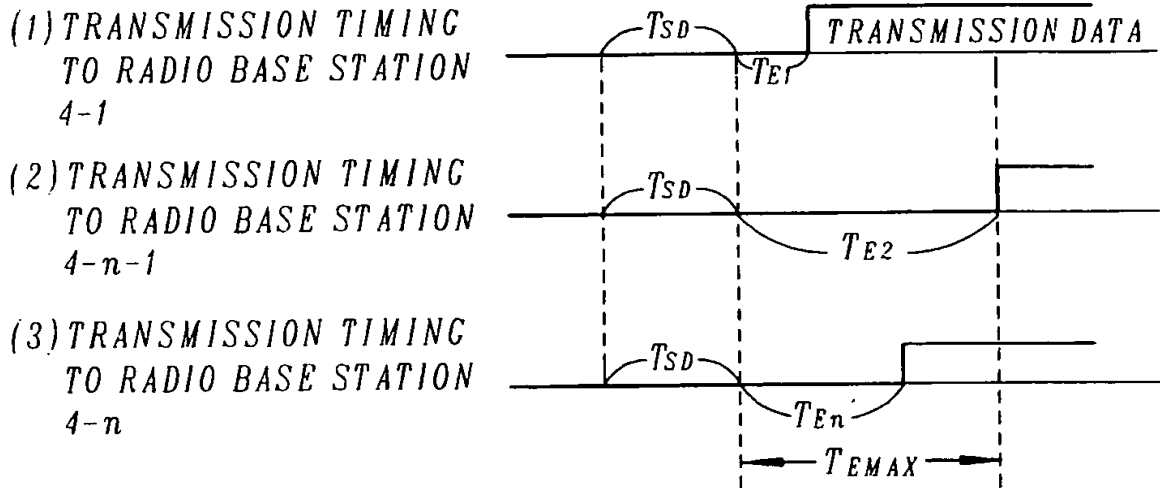 (1) TRANSMISSION TIMING
TO RADIO BASE STATION
4-1
TSD
TE1
TRANSMISSION DATA
(2) TRANSMISSION TIMING
TO RADIO BASE STATION
4-n-1
TSD
TE2
(3) TRANSMISSION TIMING
TO RADIO BASE STATION
4-n
TSD
TEn
TEMAX